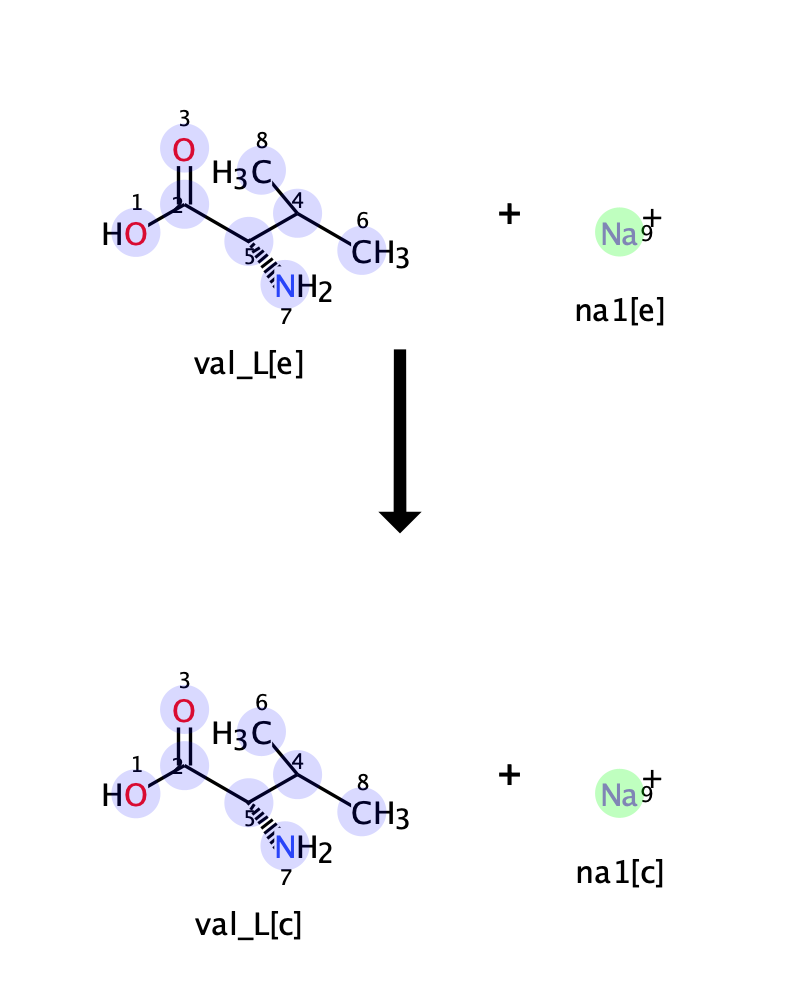 3
O
8
H3C
1
2
4
6
HO
5
CH3
NH2
7
+
Na+
9
na1[e]
val_L[e]
3
O
6
H3C
1
2
4
8
HO
5
CH3
NH2
7
+
Na+
9
na1[c]
val_L[c]